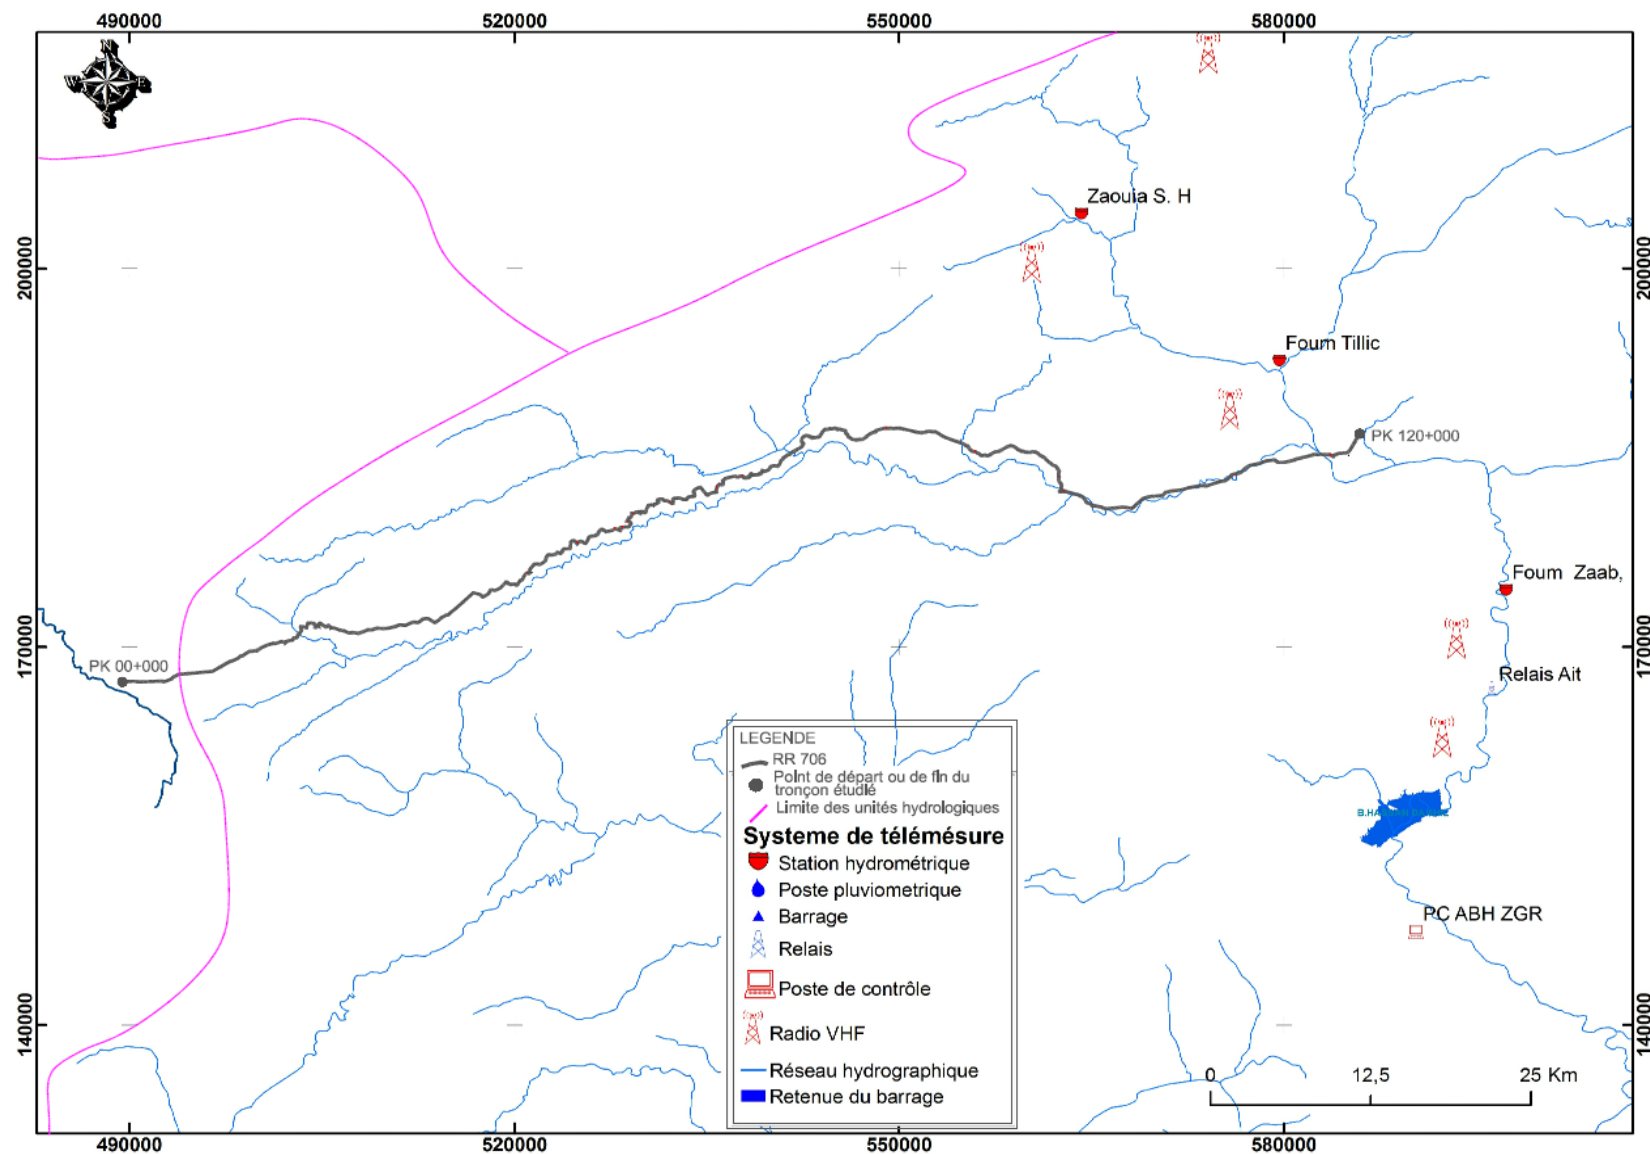 490000 520000 550000 580000
N
W E
S
Zaouia S. H
200000 200000
Foum Tillic
PK 120+000
Foum Zaab,
170000 170000
PK 00+000
Relais Ait
LEGENDE
RR 706
Point de départ ou de fin du
tronçon étudié
Limite des unités hydrologiques
Systeme de télémésure
Station hydrométrique
Poste pluviometrique
Barrage
Relais
Poste de contrôle
Radio VHF
Réseau hydrographique
Retenue du barrage
PC ABH ZGR
140000 140000
0 12,5 25 Km
490000 520000 550000 580000